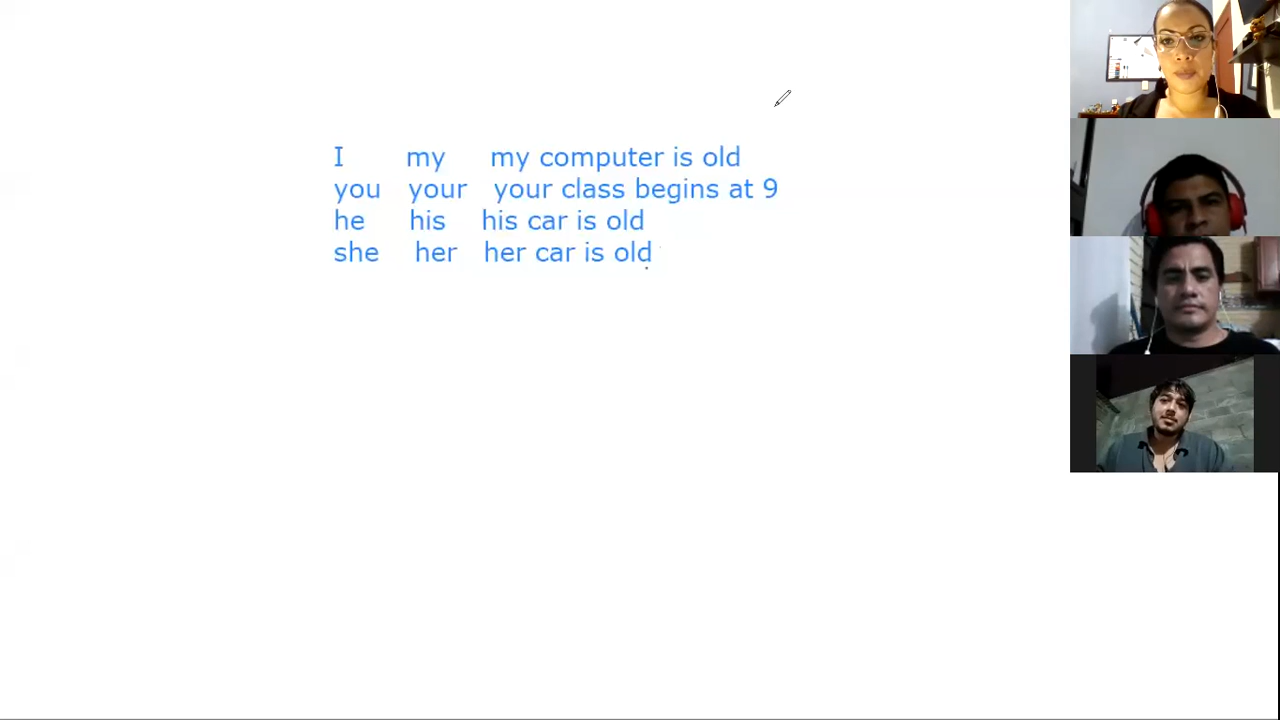 I my my computer is old
you your your class begins at 9
he his his car is old
she her her car is old